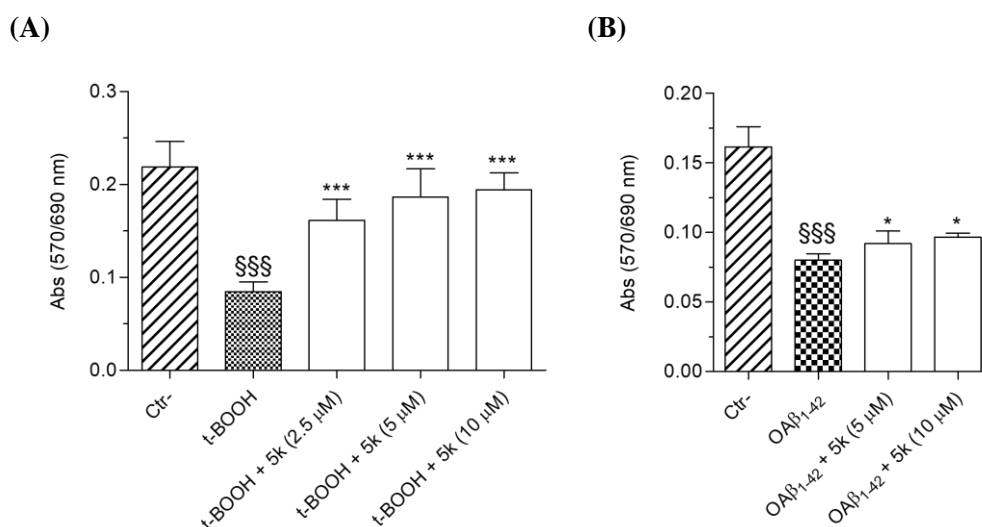 (A)
Abs (570/690 nm)
0.3
0.2
0.1
0.0
§§§
***
***
***
Ctr-
t-BOOH
t-BOOH + 5k (2.5 µM)
t-BOOH + 5k (5 µM)
t-BOOH + 5k (10 µM)
(B)
Abs (570/690 nm)
0.20
0.15
0.10
0.05
0.00
§§§
*
*
Ctr-
OAβ1-42
OAβ1-42 + 5k (5 µM)
OAβ1-42 + 5k (10 µM)